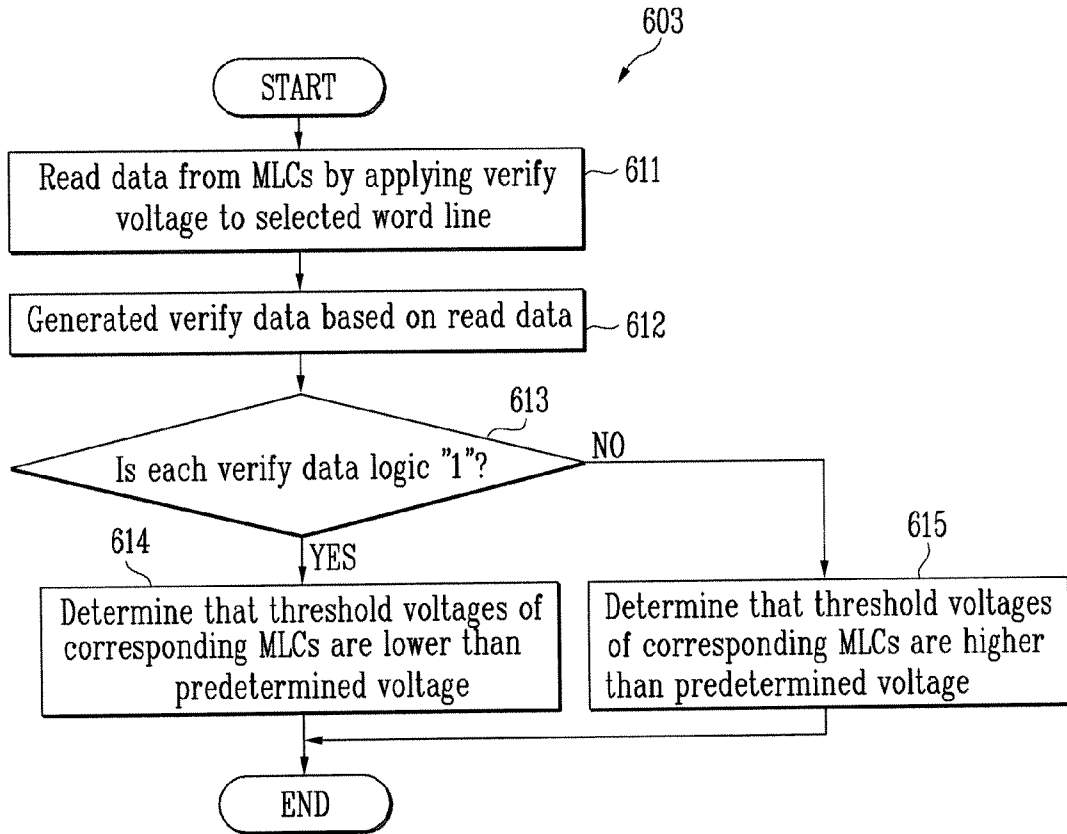 603
START
Read data from MLCs by applying verify
voltage to selected word line
611
Generated verify data based on read data
612
613
Is each verify data logic "1"?
NO
614
YES
615
Determine that threshold voltages of
corresponding MLCs are lower than
predetermined voltage
Determine that threshold voltages
of corresponding MLCs are higher
than predetermined voltage
END